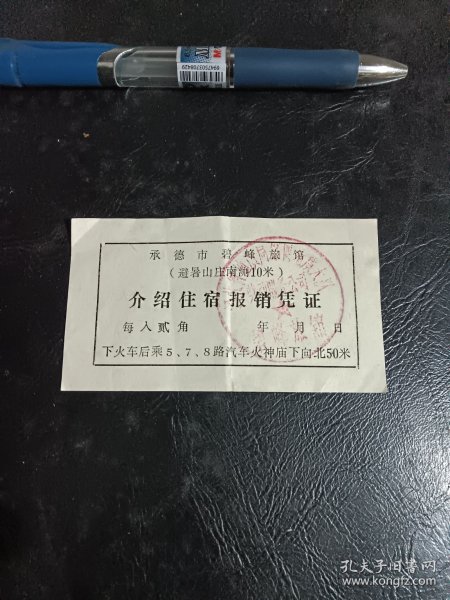 6947503708429
承德市碧峰旅馆
（避暑山庄南测10米）
介绍住宿报销凭证
每人贰角 年 月 日
下火车后乘5、7、8路汽车火神庙下向北50米
孔夫子旧书网
www.kongfz.com